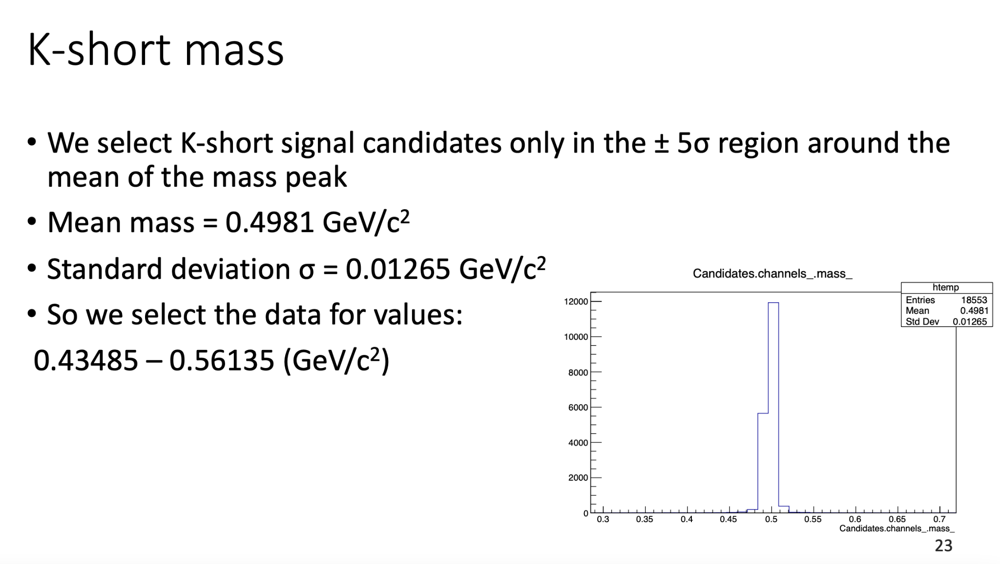 K-short mass
• We select K-short signal candidates only in the ± 5σ region around the
mean of the mass peak
• Mean mass = 0.4981 GeV/c²
• Standard deviation σ = 0.01265 GeV/c²
• So we select the data for values:
0.43485 – 0.56135 (GeV/c²)
Candidates.channels_.mass_
htemp
Entries 18553
Mean 0.4981
Std Dev 0.01265
12000
10000
8000
6000
4000
2000
0
0.3 0.35 0.4 0.45 0.5 0.55 0.6 0.65 0.7
Candidates.channels_.mass_
23